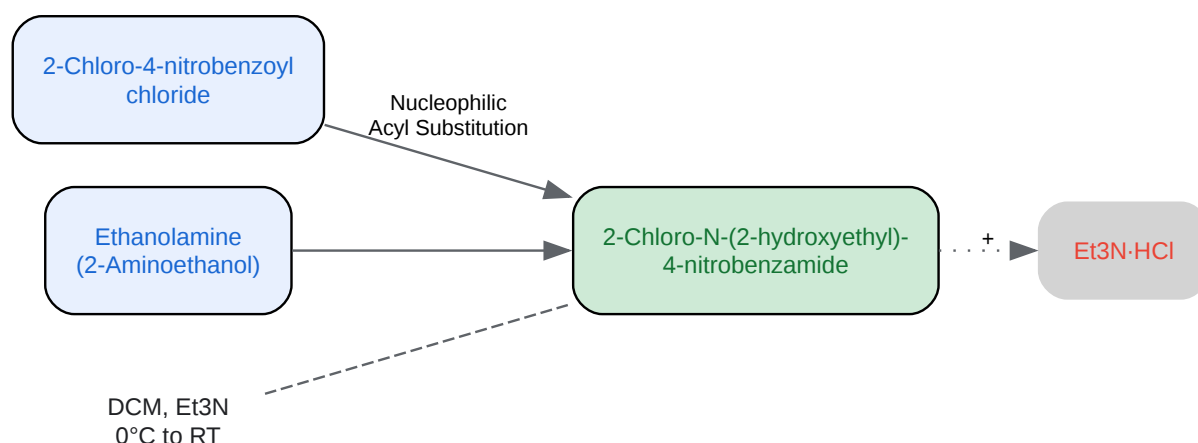 2-Chloro-4-nitrobenzoyl
chloride
Nucleophilic
Acyl Substitution
Ethanolamine
(2-Aminoethanol)
2-Chloro-N-(2-hydroxyethyl)-
4-nitrobenzamide
+
Et3N·HCl
DCM, Et3N
0°C to RT